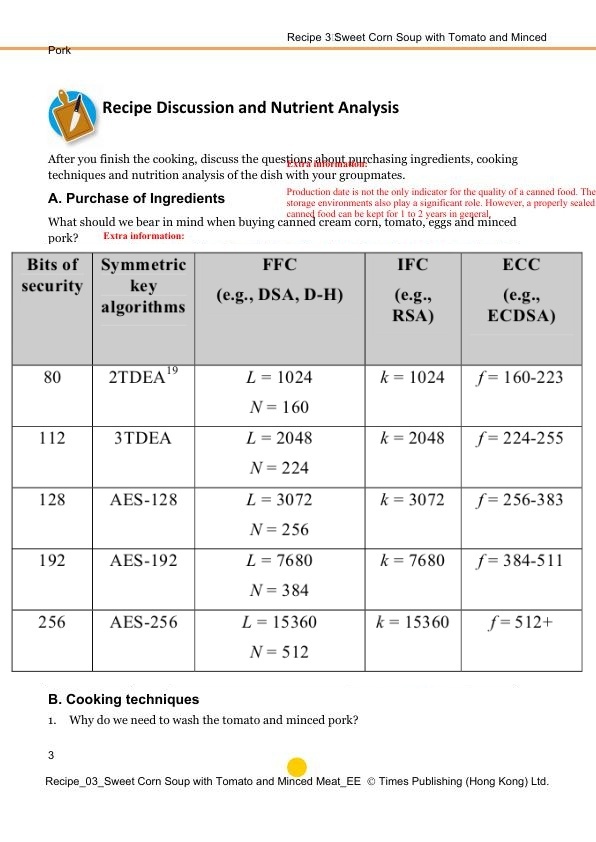 Recipe 3 Sweet Corn Soup with Tomato and Minced
Pork
Recipe Discussion and Nutrient Analysis
After you finish the cooking, discuss the questions about purchasing ingredients, cooking
Extra information:
techniques and nutrition analysis of the dish with your groupmates.
Production date is not the only indicator for the quality of a canned food. The
A. Purchase of Ingredients
storage environments also play a significant role. However, a properly sealed
canned food can be kept for 1 to 2 years in general,
What should we bear in mind when buying canned cream corn, tomato, eggs and minced
pork?
Extra information:
Bits of security
Symmetric key algorithms
FFC (e.g., DSA, D-H)
IFC (e.g., RSA)
ECC (e.g., ECDSA)
80 2TDEA19 L = 1024 k = 1024 f = 160-223
N = 160
112 3TDEA L = 2048 k = 2048 f = 224-255
N = 224
128 AES-128 L = 3072 k = 3072 f = 256-383
N = 256
192 AES-192 L = 7680 k = 7680 f = 384-511
N = 384
256 AES-256 L = 15360 k = 15360 f = 512+
N = 512
B. Cooking techniques
1. Why do we need to wash the tomato and minced pork?
3
Recipe_03_Sweet Corn Soup with Tomato and Minced Meat_EE © Times Publishing (Hong Kong) Ltd.